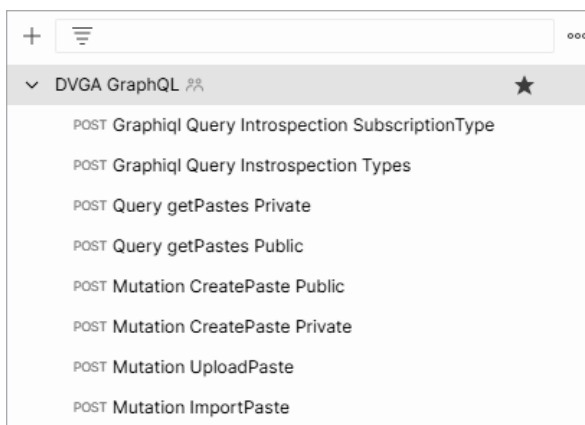 DVGA GraphQL
POST Graphiql Query Introspection SubscriptionType
POST Graphiql Query Instrospection Types
POST Query getPastes Private
POST Query getPastes Public
POST Mutation CreatePaste Public
POST Mutation CreatePaste Private
POST Mutation UploadPaste
POST Mutation ImportPaste